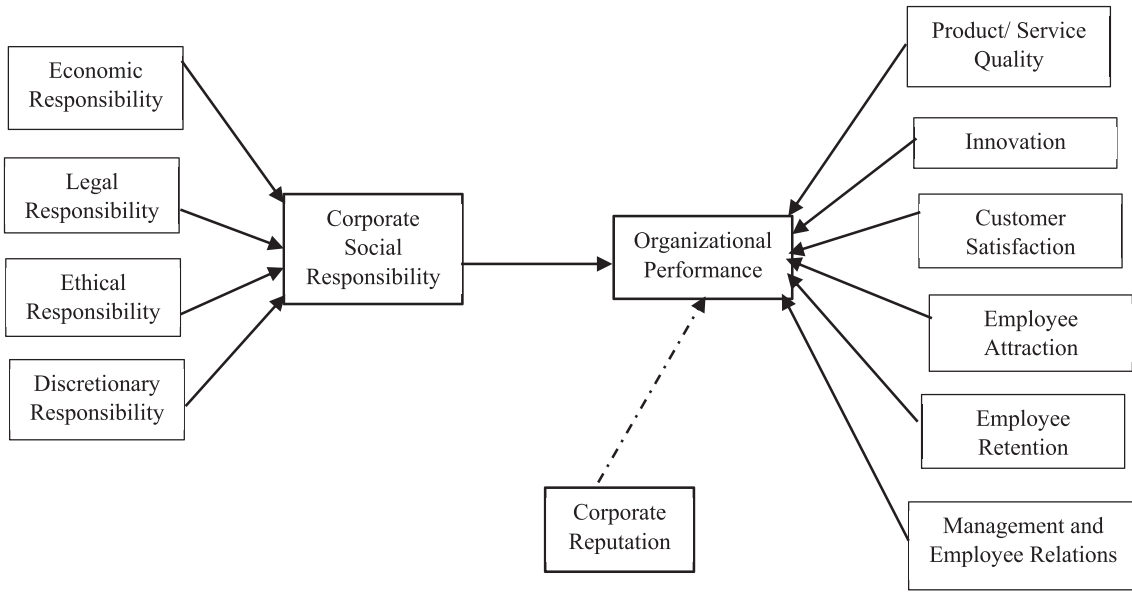 Economic
Responsibility
Legal
Responsibility
Ethical
Responsibility
Discretionary
Responsibility
Corporate
Social
Responsibility
Organizational
Performance
Corporate
Reputation
Product/ Service
Quality
Innovation
Customer
Satisfaction
Employee
Attraction
Employee
Retention
Management and
Employee Relations